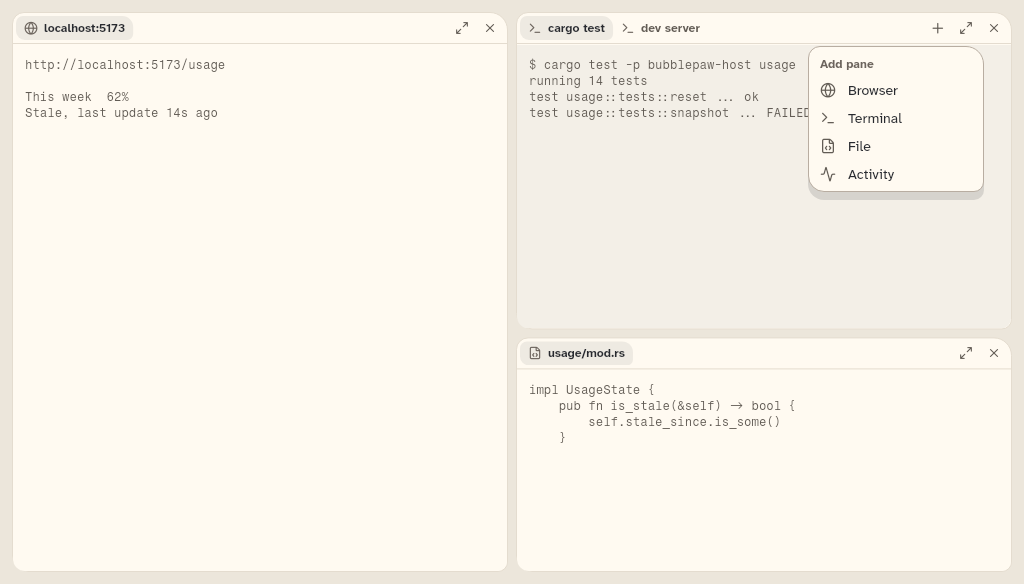 localhost:5173
http://localhost:5173/usage
This week  62%
Stale, last update 14s ago
cargo test
dev server
$ cargo test -p bubblepaw-host usage
running 14 tests
test usage::tests::reset ... ok
test usage::tests::snapshot ... FAILED
Add pane
Browser
Terminal
File
Activity
usage/mod.rs
impl UsageState {
    pub fn is_stale(&self) -> bool {
        self.stale_since.is_some()
    }